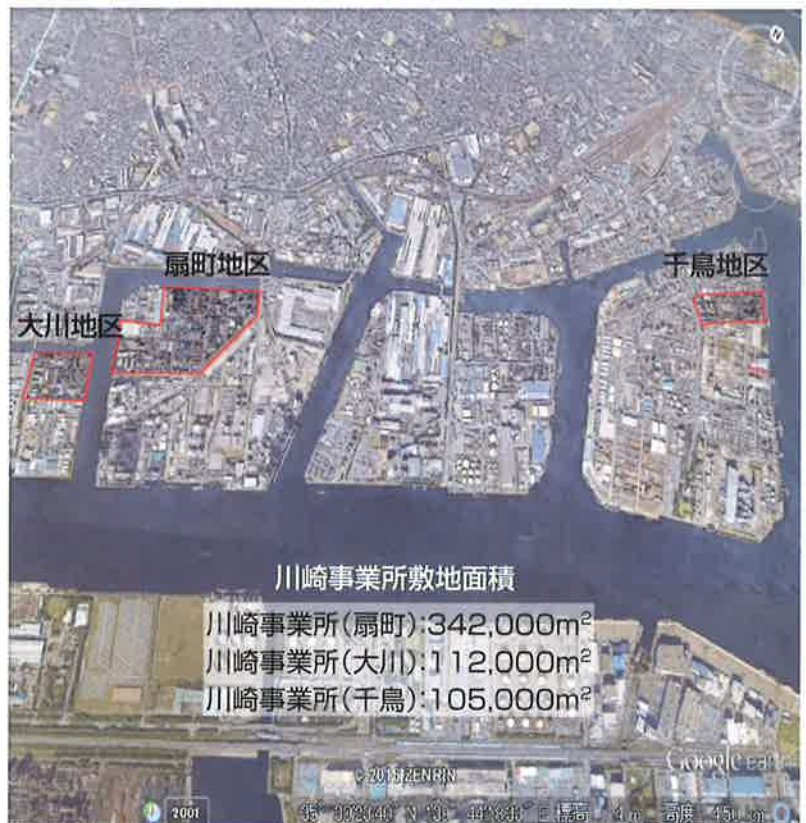 N
扇町地区
千鳥地区
大川地区
川崎事業所敷地面積
川崎事業所(扇町):342,000m²
川崎事業所(大川):112,000m²
川崎事業所(千鳥):105,000m²
Google earth
© 2013 ZENRIN
2001